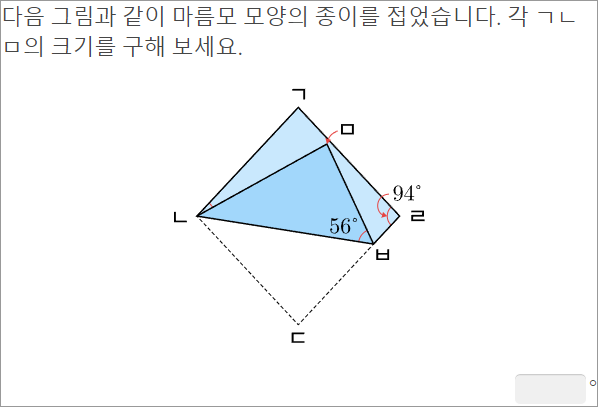 다음 그림과 같이 마름모 모양의 종이를 접었습니다. 각 ㄱㄴ
ㅁ의 크기를 구해 보세요.
ㄱ
ㅁ
94°
ㄴ
ㄹ
56°
ㅂ
ㄷ
°